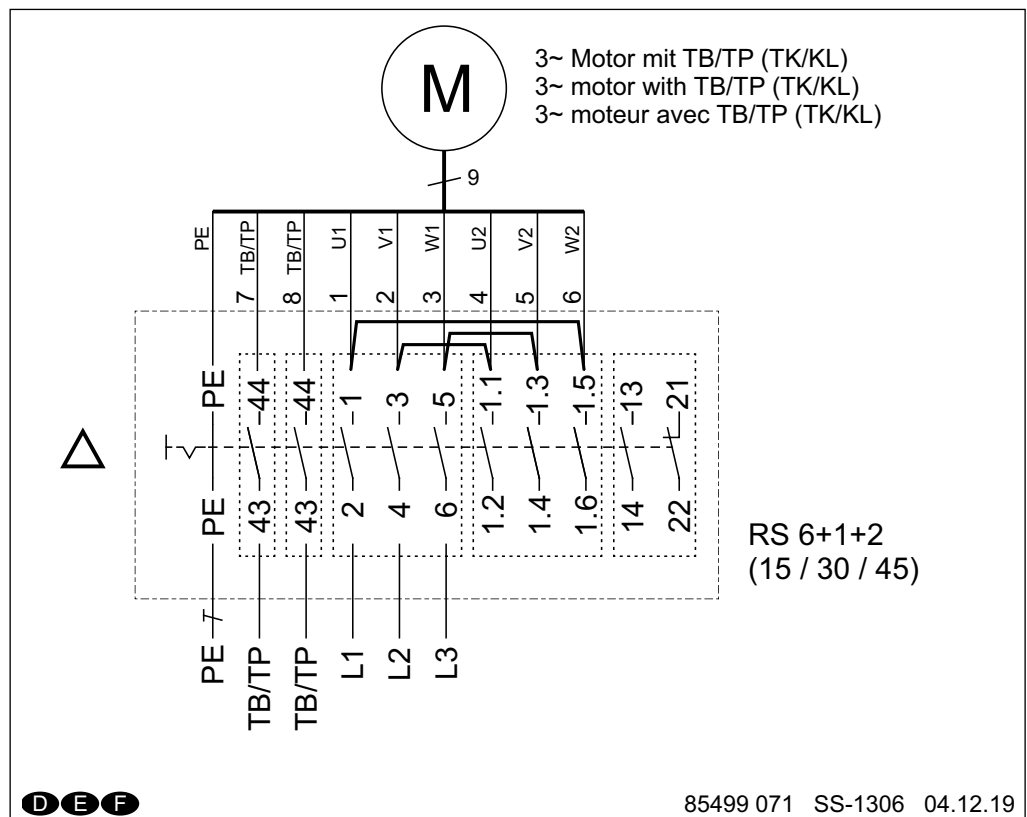 M
3~ Motor mit TB/TP (TK/KL)
3~ motor with TB/TP (TK/KL)
3~ moteur avec TB/TP (TK/KL)
9
PE TB/TP TB/TP U1 V1 W1 U2 V2 W2
7 8 1 2 3 4 5 6
PE 44 44 1 3 5 1.1 1.3 1.5 13 21
PE 43 43 2 4 6 1.2 1.4 1.6 14 22
RS 6+1+2
(15 / 30 / 45)
PE TB/TP TB/TP L1 L2 L3
D E F
85499 071 SS-1306 04.12.19